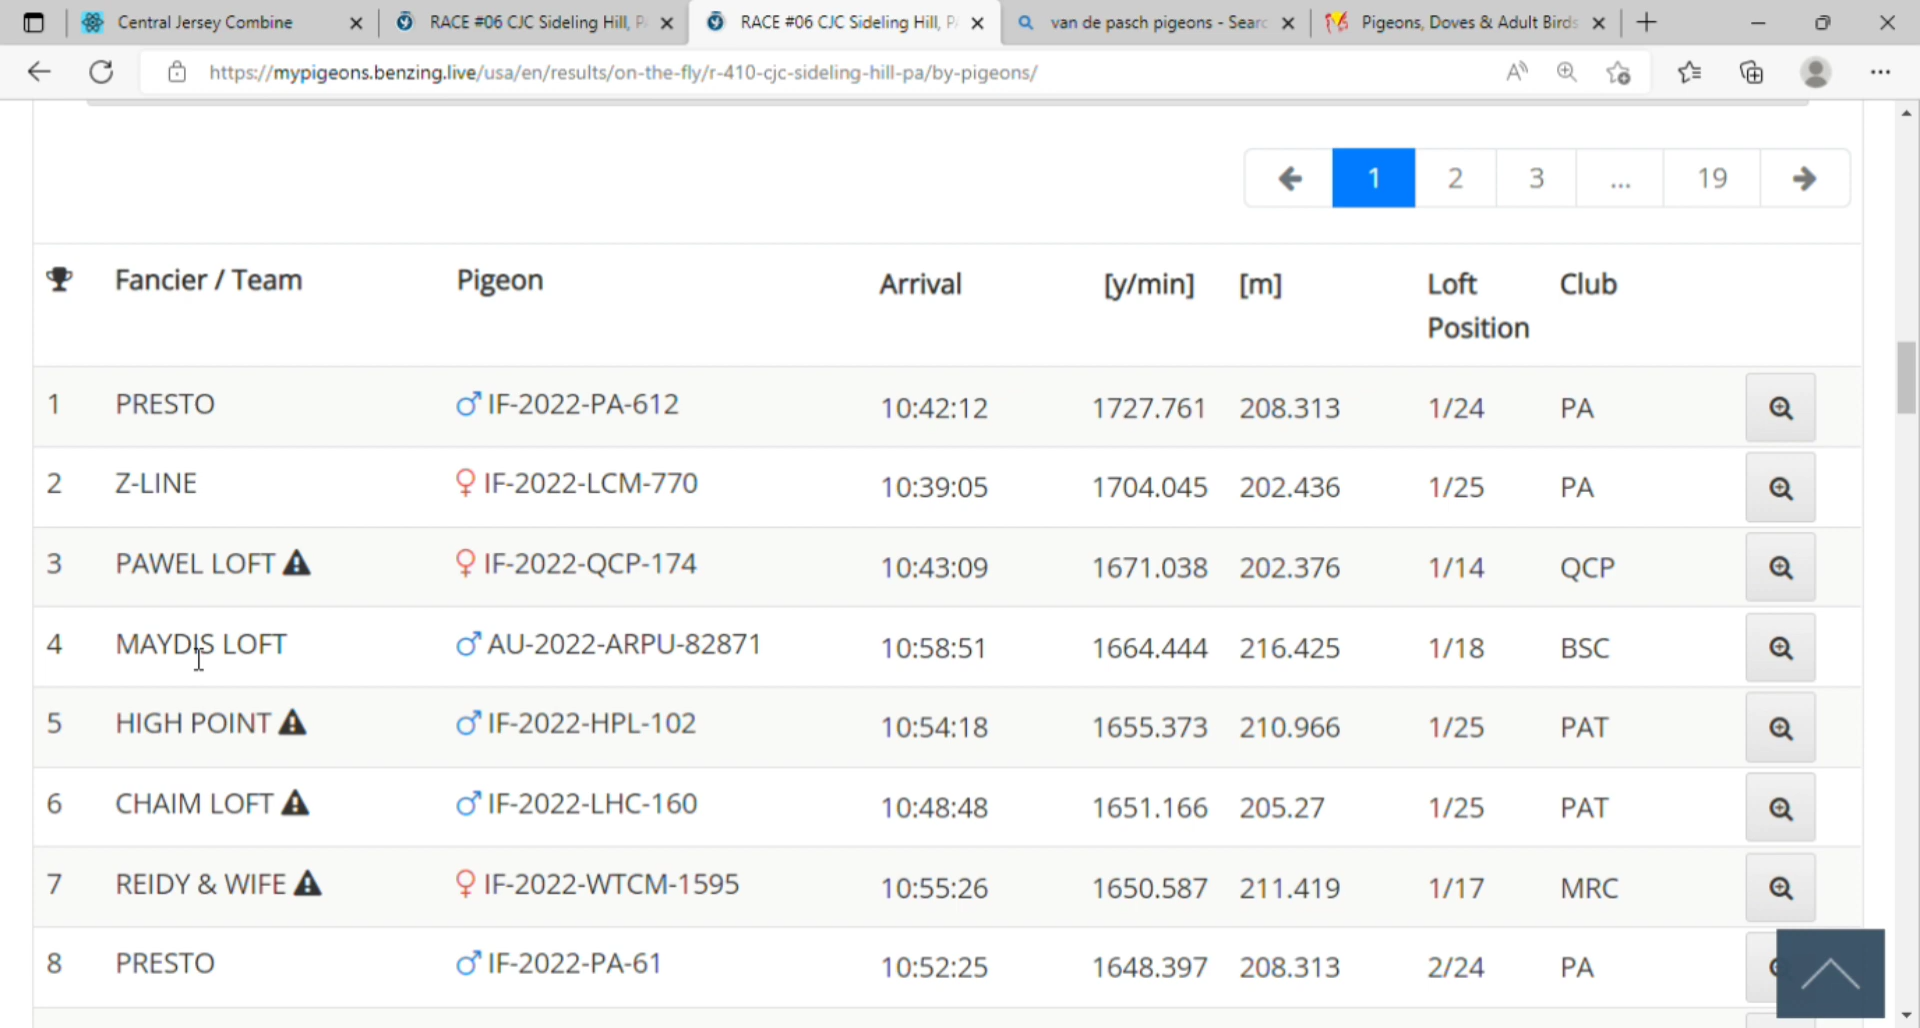 Central Jersey Combine
RACE #06 CJC Sideling Hill, P
RACE #06 CJC Sideling Hill, P
van de pasch pigeons - Searc
Pigeons, Doves & Adult Birds
https://mypigeons.benzing.live/usa/en/results/on-the-fly/r-410-cjc-sideling-hill-pa/by-pigeons/
1 2 3 ... 19
Fancier / Team Pigeon Arrival [y/min] [m] Loft Position Club
1 PRESTO ♂ IF-2022-PA-612 10:42:12 1727.761 208.313 1/24 PA
2 Z-LINE ♀ IF-2022-LCM-770 10:39:05 1704.045 202.436 1/25 PA
3 PAWEL LOFT ♀ IF-2022-QCP-174 10:43:09 1671.038 202.376 1/14 QCP
4 MAYDIS LOFT ♂ AU-2022-ARPU-82871 10:58:51 1664.444 216.425 1/18 BSC
5 HIGH POINT ♂ IF-2022-HPL-102 10:54:18 1655.373 210.966 1/25 PAT
6 CHAIM LOFT ♂ IF-2022-LHC-160 10:48:48 1651.166 205.27 1/25 PAT
7 REIDY & WIFE ♀ IF-2022-WTCM-1595 10:55:26 1650.587 211.419 1/17 MRC
8 PRESTO ♂ IF-2022-PA-61 10:52:25 1648.397 208.313 2/24 PA